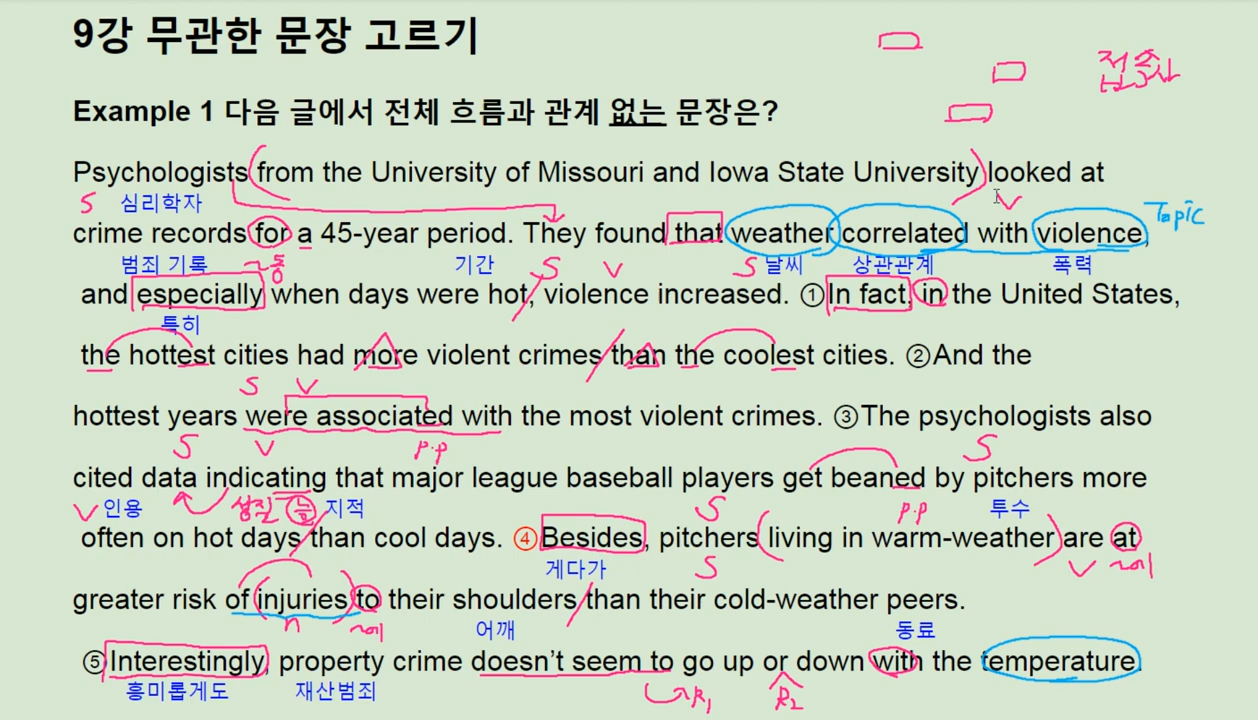 9강 무관한 문장 고르기
접속사
Example 1 다음 글에서 전체 흐름과 관계 없는 문장은?
Psychologists from the University of Missouri and Iowa State University looked at
S 심리학자 V Topic
crime records for a 45-year period. They found that weather correlated with violence,
범죄 기록 ~동 기간 S V S 날씨 상관관계 폭력
and especially when days were hot, violence increased. ①In fact, in the United States,
특히
the hottest cities had more violent crimes than the coolest cities. ②And the
S V
hottest years were associated with the most violent crimes. ③The psychologists also
S V p.p S
cited data indicating that major league baseball players get beaned by pitchers more
V 인용 지적 S p.p 투수
often on hot days than cool days. ④Besides, pitchers living in warm-weather are at
게다가 S V ~에
greater risk of injuries to their shoulders than their cold-weather peers.
n ~에 어깨 동료
⑤Interestingly, property crime doesn't seem to go up or down with the temperature.
흥미롭게도 재산범죄 R1 R2